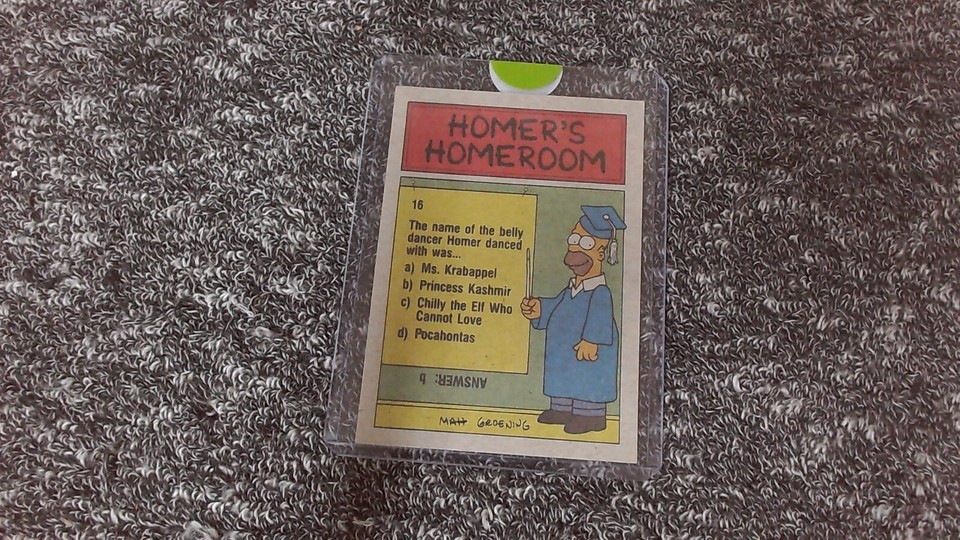 HOMER'S
HOMEROOM
16
The name of the belly
dancer Homer danced
with was...
a) Ms. Krabappel
b) Princess Kashmir
c) Chilly the Elf Who
Cannot Love
d) Pocahontas
ANSWER: b
MATT GROENING